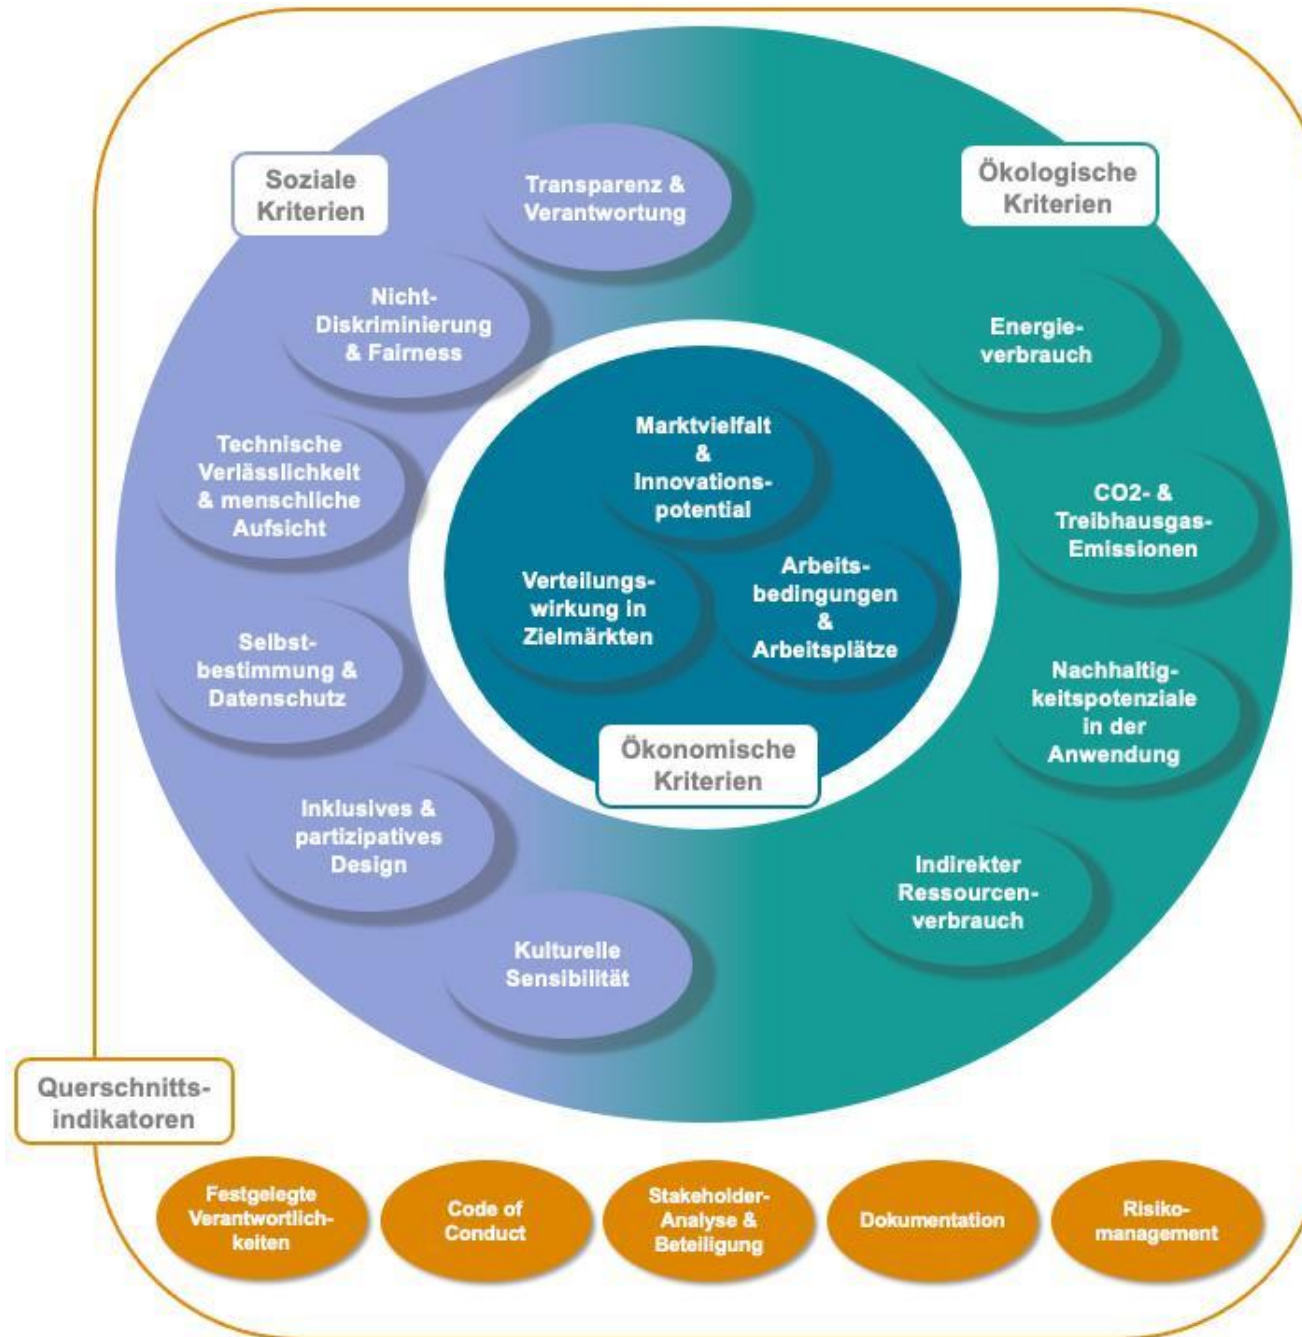 Soziale
Kriterien
Transparenz &
Verantwortung
Nicht-
Diskriminierung
& Fairness
Technische
Verlässlichkeit
& menschliche
Aufsicht
Selbst-
bestimmung &
Datenschutz
Inklusives &
partizipatives
Design
Kulturelle
Sensibilität
Ökologische
Kriterien
Energie-
verbrauch
CO2- &
Treibhausgas-
Emissionen
Nachhaltig-
keitspotenziale
in der
Anwendung
Indirekter
Ressourcen-
verbrauch
Marktvielfalt
&
Innovations-
potential
Verteilungs-
wirkung in
Zielmärkten
Arbeits-
bedingungen
&
Arbeitsplätze
Ökonomische
Kriterien
Querschnitts-
indikatoren
Festgelegte
Verantwortlich-
keiten
Code of
Conduct
Stakeholder-
Analyse &
Beteiligung
Dokumentation
Risiko-
management